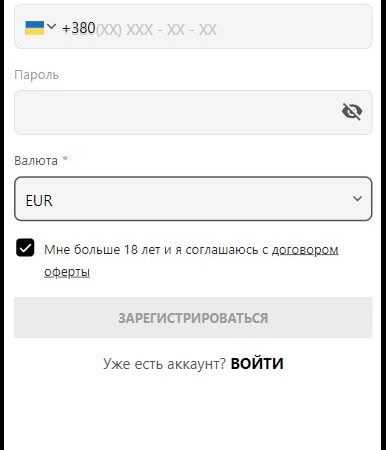 +380(XX) XXX - XX - XX
Пароль
Валюта *
EUR
Мне больше 18 лет и я соглашаюсь с договором
оферты
ЗАРЕГИСТРИРОВАТЬСЯ
Уже есть аккаунт? ВОЙТИ